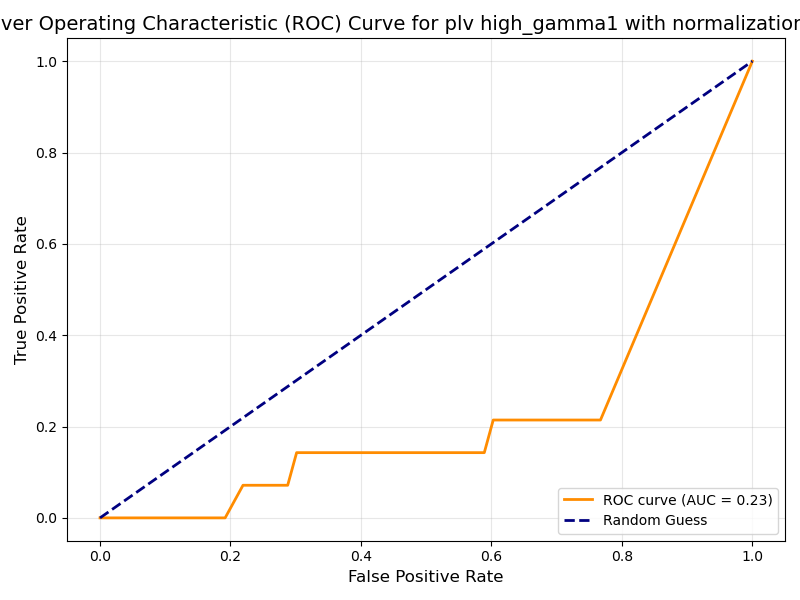 ver Operating Characteristic (ROC) Curve for plv high_gamma1 with normalization
1.0
0.8
0.6
0.4
0.2
0.0
True Positive Rate
0.0 0.2 0.4 0.6 0.8 1.0
False Positive Rate
ROC curve (AUC = 0.23)
Random Guess